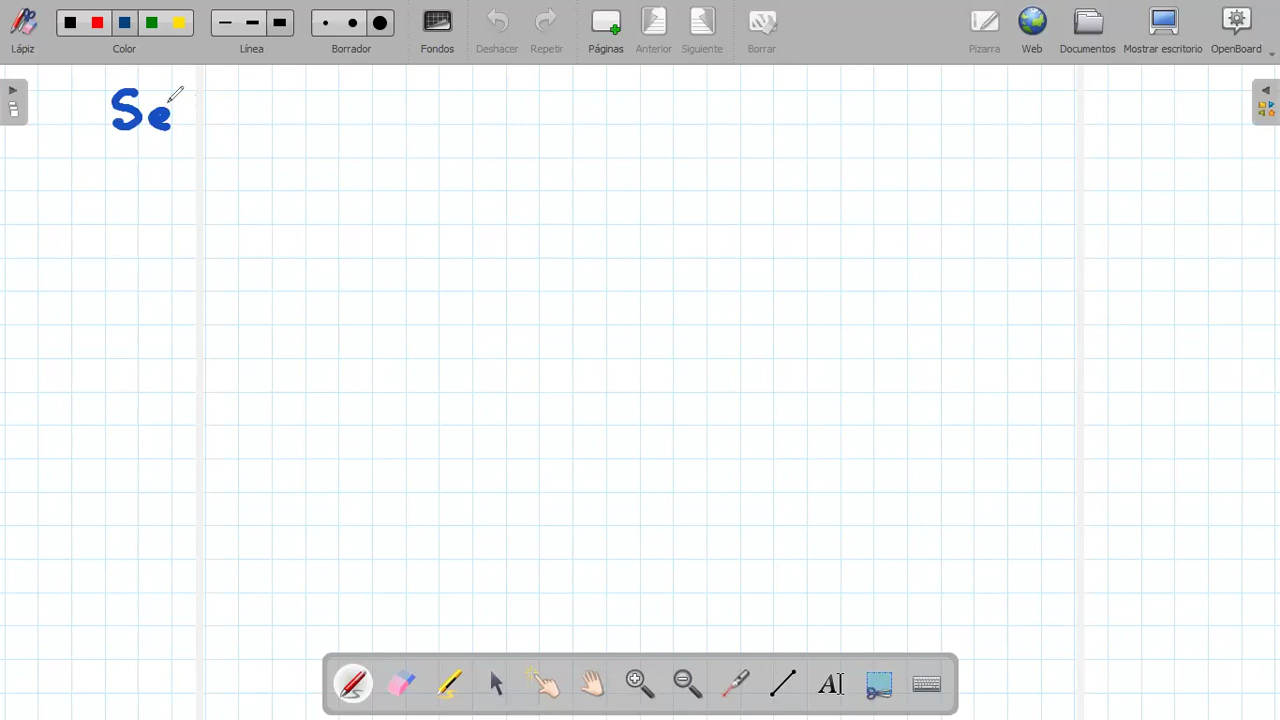 Lápiz Color Línea Borrador Fondos Deshacer Repetir Páginas Anterior Siguiente Borrar Pizarra Web Documentos Mostrar escritorio OpenBoard
Se
A